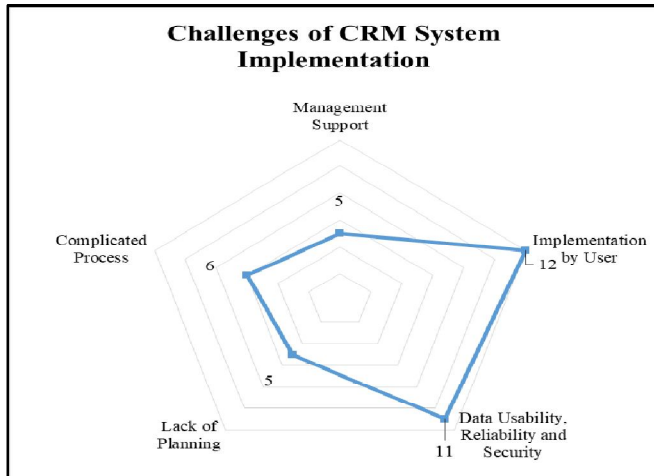 Challenges of CRM System
Implementation
Management
Support
5
Complicated
Process
6
Implementation
by User
12
5
Lack of
Planning
Data Usability,
Reliability and
Security
11